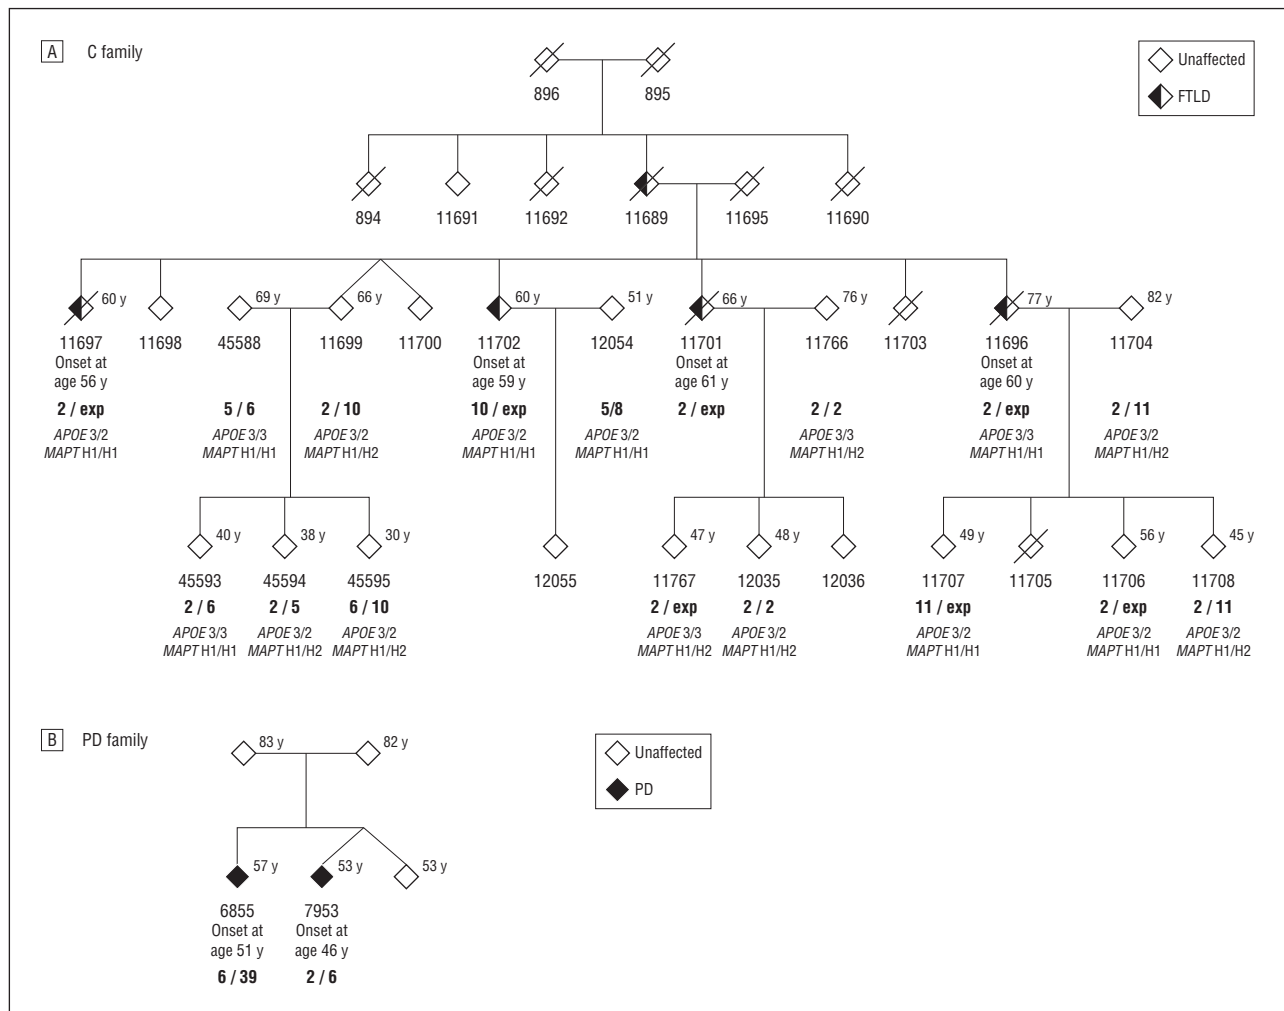 A C family
Unaffected
FTLD
896 895
894 11691 11692 11689 11695 11690
60 y 69 y 66 y 60 y 51 y 66 y 76 y 77 y 82 y
11697 11698 45588 11699 11700 11702 12054 11701 11766 11703 11696 11704
Onset at Onset at Onset at Onset at
age 56 y age 59 y age 61 y age 60 y
2 / exp 5 / 6 2 / 10 10 / exp 5/8 2 / exp 2 / 2 2 / exp 2 / 11
APOE 3/2 APOE 3/3 APOE 3/2 APOE 3/2 APOE 3/2 APOE 3/3 APOE 3/3 APOE 3/2
MAPT H1/H1 MAPT H1/H1 MAPT H1/H2 MAPT H1/H1 MAPT H1/H1 MAPT H1/H2 MAPT H1/H1 MAPT H1/H2
40 y 38 y 30 y 47 y 48 y 49 y 56 y 45 y
45593 45594 45595 12055 11767 12035 12036 11707 11705 11706 11708
2 / 6 2 / 5 6 / 10 2 / exp 2 / 2 11 / exp 2 / exp 2 / 11
APOE 3/3 APOE 3/2 APOE 3/2 APOE 3/3 APOE 3/2 APOE 3/2 APOE 3/2 APOE 3/2
MAPT H1/H1 MAPT H1/H2 MAPT H1/H2 MAPT H1/H2 MAPT H1/H2 MAPT H1/H1 MAPT H1/H1 MAPT H1/H2
B PD family
Unaffected
PD
83 y 82 y
57 y 53 y 53 y
6855 7953
Onset at Onset at
age 51 y age 46 y
6 / 39 2 / 6